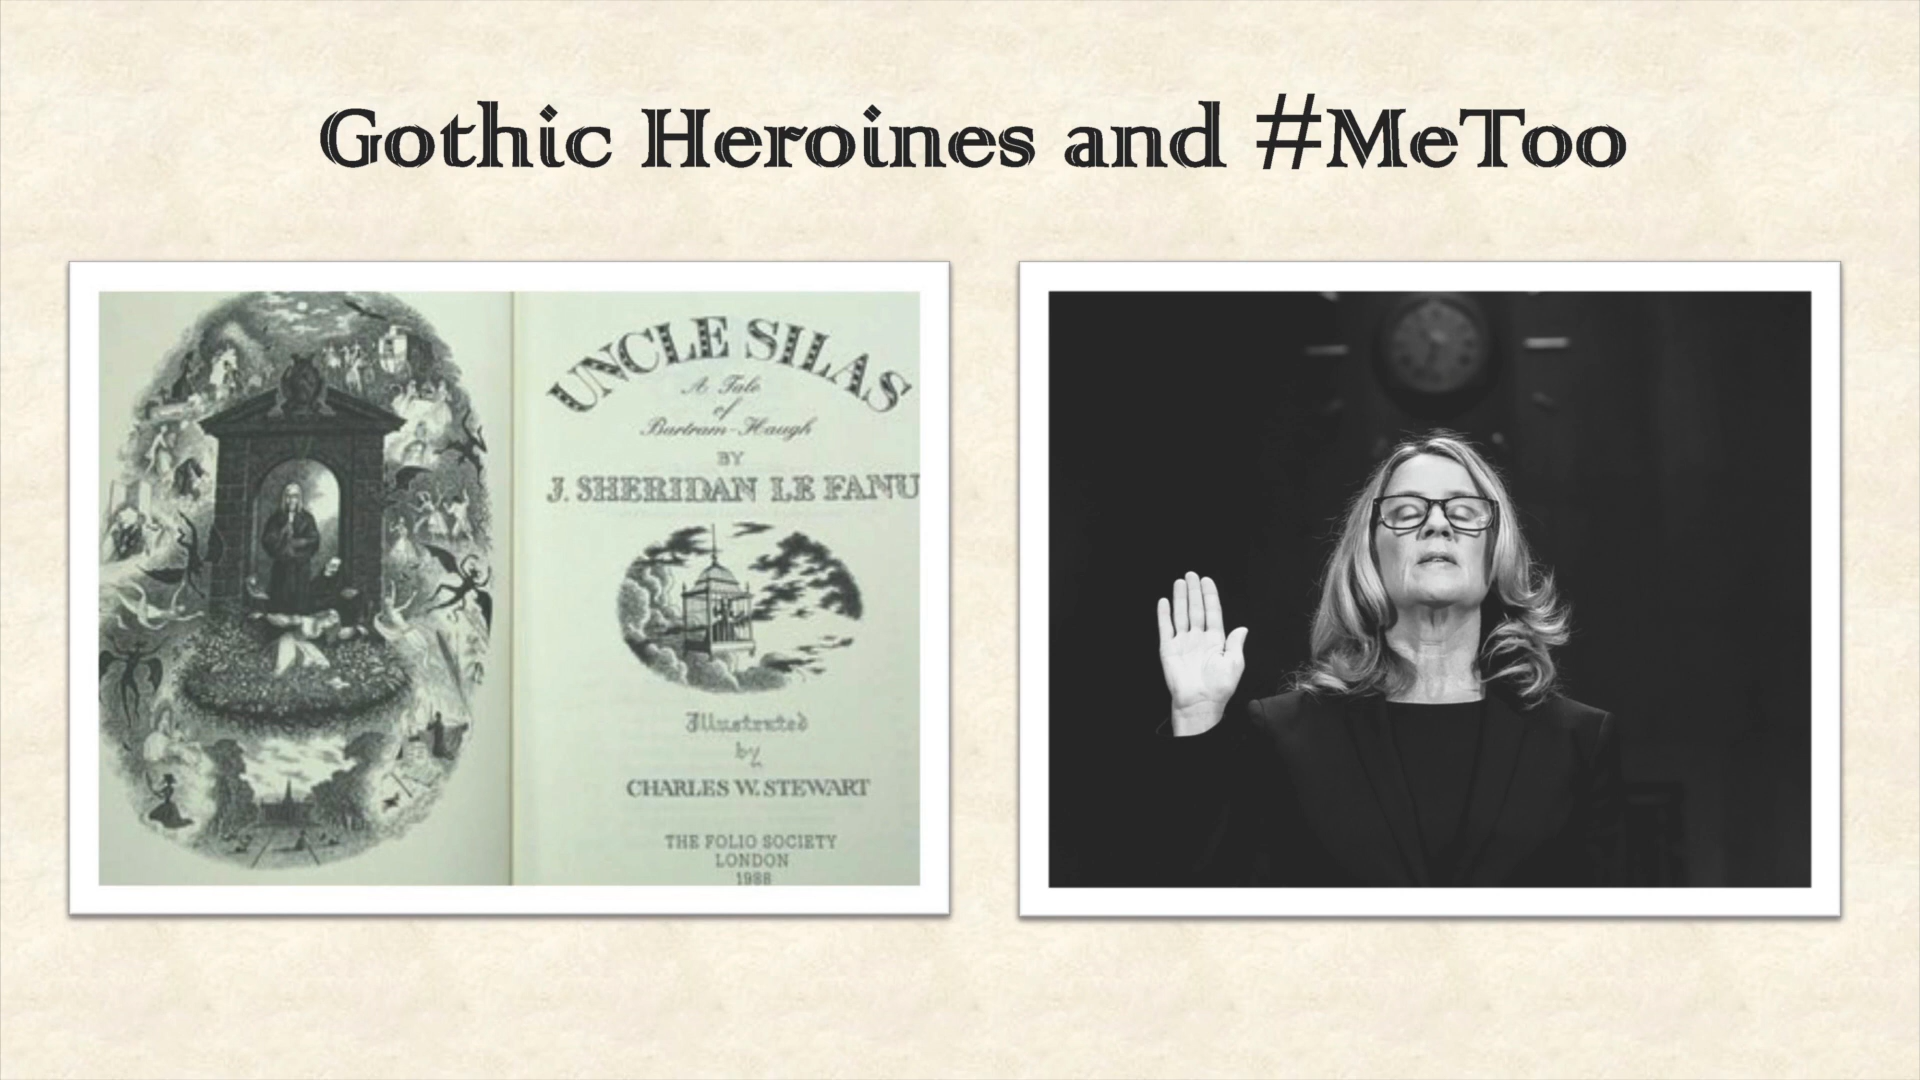 Gothic Heroines and #MeToo
UNCLE SILAS
A Tale
of
Bartram-Haugh
BY
J. SHERIDAN LE FANU
Illustrated
by
CHARLES W. STEWART
THE FOLIO SOCIETY
LONDON
1988